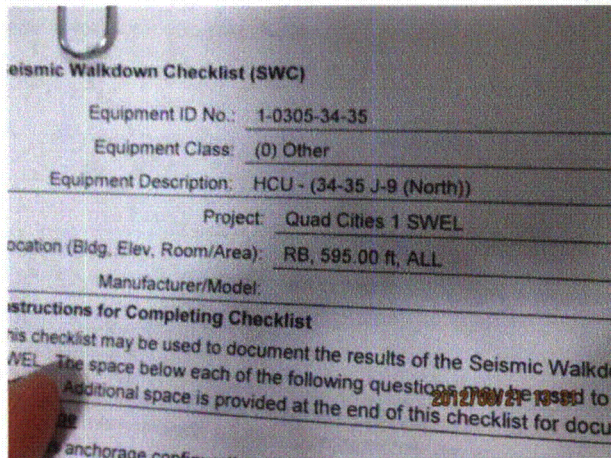 eismic Walkdown Checklist (SWC)
Equipment ID No.: 1-0305-34-35
Equipment Class: (0) Other
Equipment Description: HCU - (34-35 J-9 (North))
Project: Quad Cities 1 SWEL
ocation (Bldg, Elev, Room/Area): RB, 595.00 ft, ALL
Manufacturer/Model:
structions for Completing Checklist
his checklist may be used to document the results of the Seismic Walkd
WEL. The space below each of the following questions may be used to
Additional space is provided at the end of this checklist for docu
anchorage